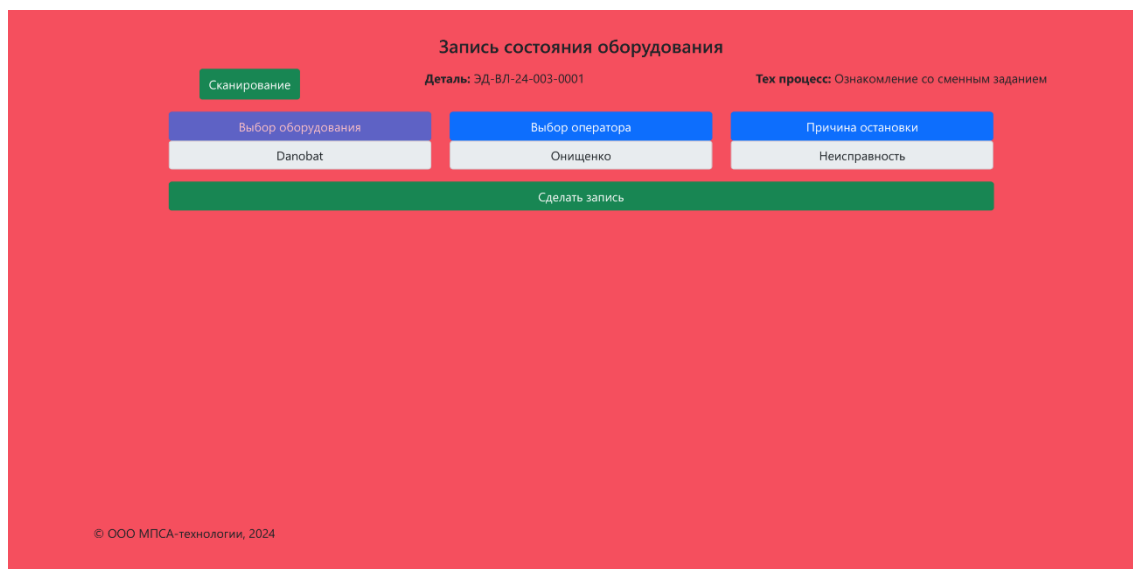 Запись состояния оборудования
Сканирование
Деталь: ЭД-ВЛ-24-003-0001
Тех процесс: Ознакомление со сменным заданием
Выбор оборудования
Выбор оператора
Причина остановки
Danobat
Онищенко
Неисправность
Сделать запись
© ООО МПСА-технологии, 2024